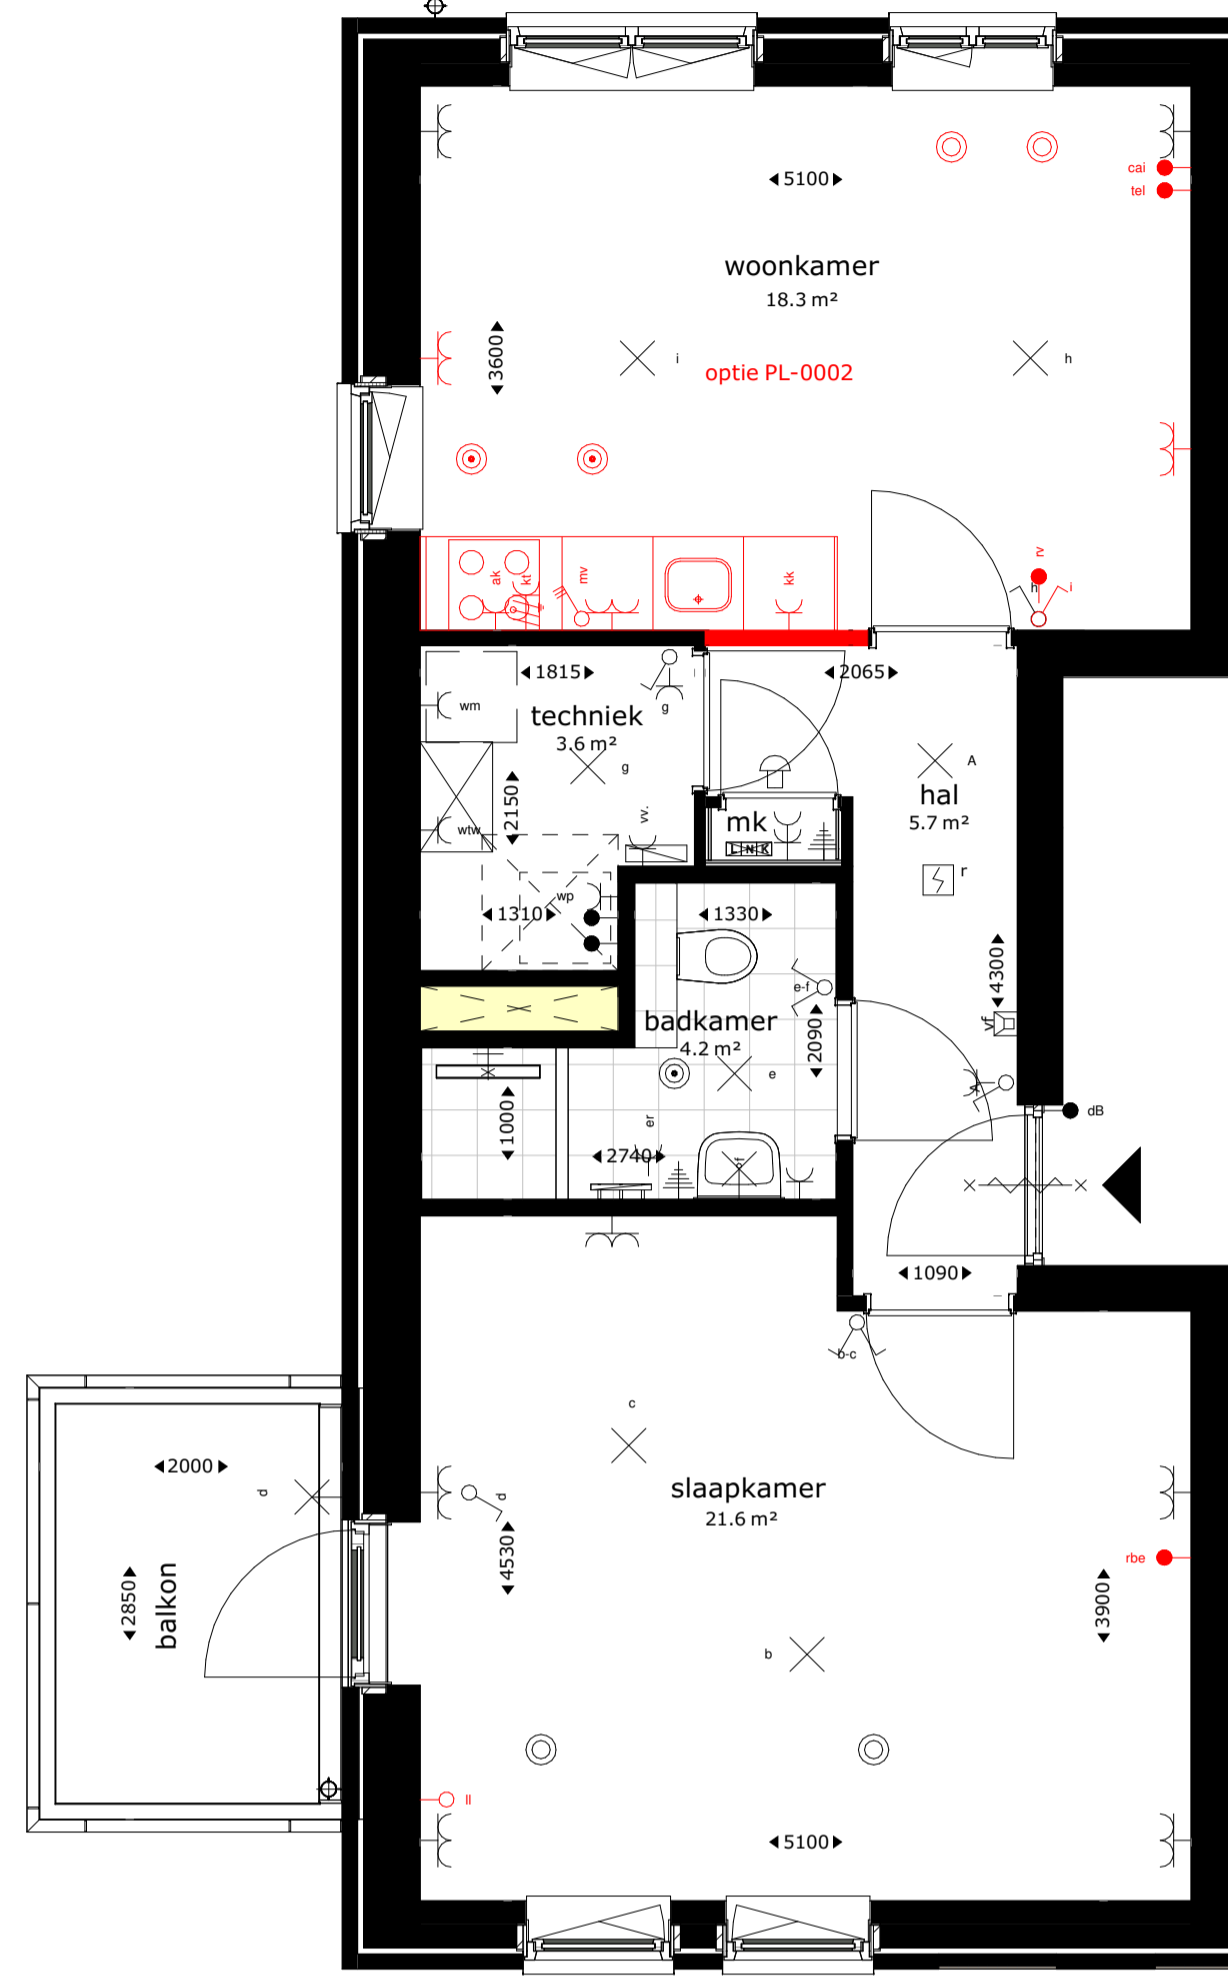 5100
cai
tel
woonkamer
18.3 m²
3600
i
h
optie PL-0002
ak
kt
mv
kk
rv
h
i
1815
2065
wm
g
techniek
3.6 m²
g
A
hal
5.7 m²
2150
wtw
vv.
mk
L N K
r
wp
1310
1330
4300
e-f
badkamer
4.2 m²
2090
vf
e
A
1000
er
2740
f
dB
1090
b-c
c
2000
d
d
slaapkamer
21.6 m²
4530
rbe
2850
balkon
3900
b
ll
5100